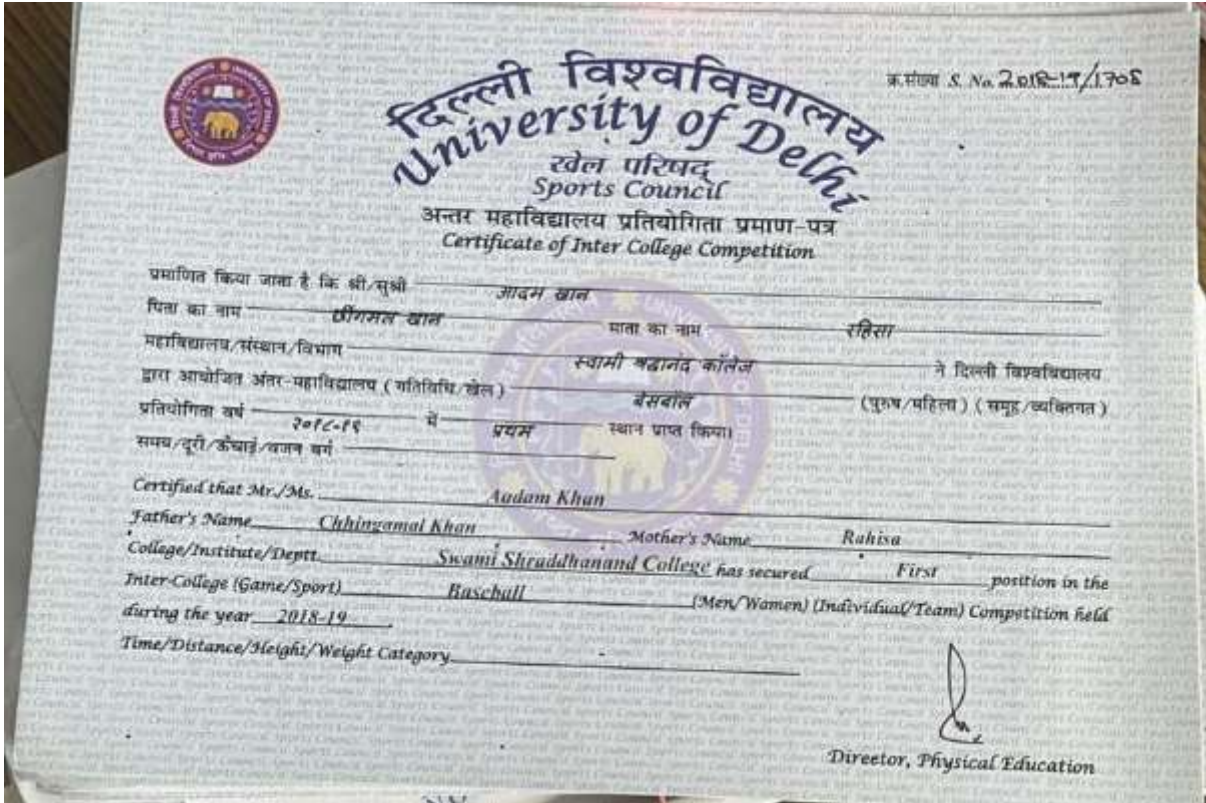 क्र.संख्या S. No. 2018-19/1708
दिल्ली विश्वविद्यालय
University of Delhi
खेल परिषद्
Sports Council
अन्तर महाविद्यालय प्रतियोगिता प्रमाण-पत्र
Certificate of Inter College Competition
प्रमाणित किया जाता है कि श्री/सुश्री आदम खान
पिता का नाम छींगमल खान माता का नाम रहिसा
महाविद्यालय/संस्थान/विभाग स्वामी श्रद्धानंद कॉलेज ने दिल्ली विश्वविद्यालय
द्वारा आयोजित अंतर-महाविद्यालय (गतिविधि/खेल) बेसबॉल (पुरुष/महिला) (समूह/व्यक्तिगत)
प्रतियोगिता वर्ष २०१८-१९ में प्रथम स्थान प्राप्त किया।
समय/दूरी/ऊँचाई/वजन वर्ग
Certified that Mr./Ms. Aadam Khan
Father's Name Chhingamal Khan Mother's Name Rahisa
College/Institute/Deptt. Swami Shraddhanand College has secured First position in the
Inter-College (Game/Sport) Baseball (Men/Women) (Individual/Team) Competition held
during the year 2018-19
Time/Distance/Height/Weight Category
Director, Physical Education